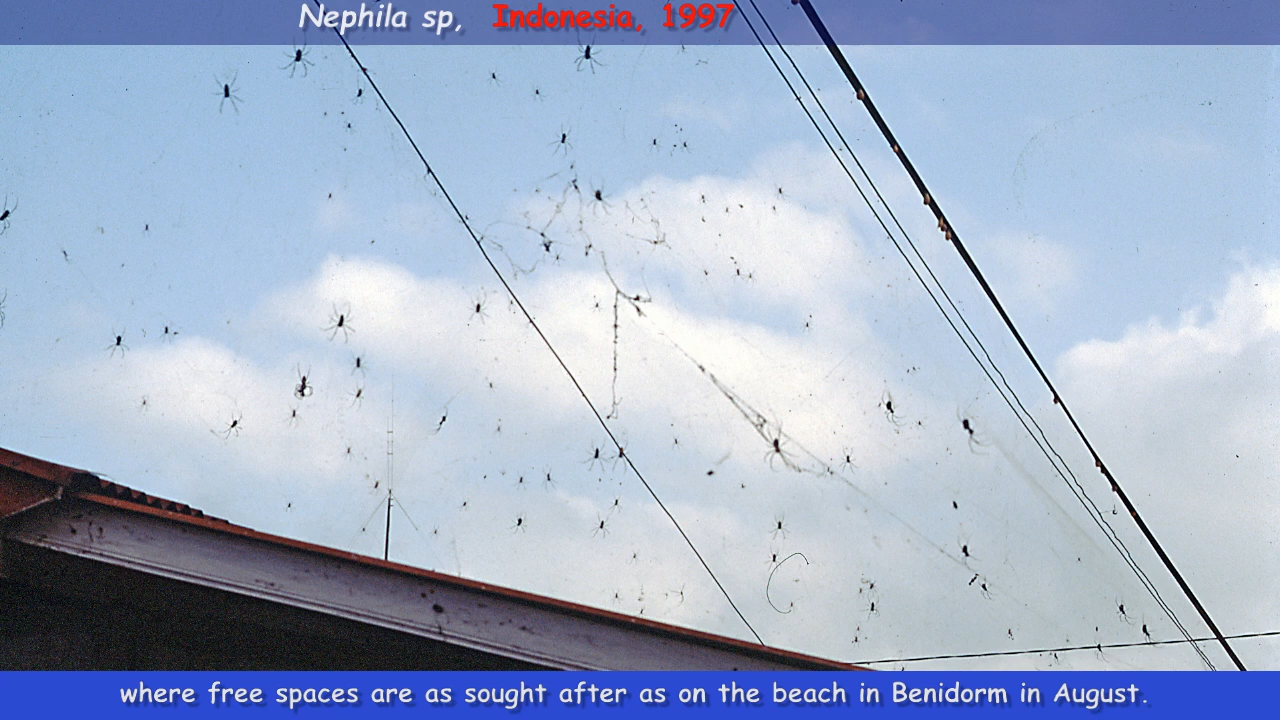 Nephila sp, Indonesia, 1997
where free spaces are as sought after as on the beach in Benidorm in August.